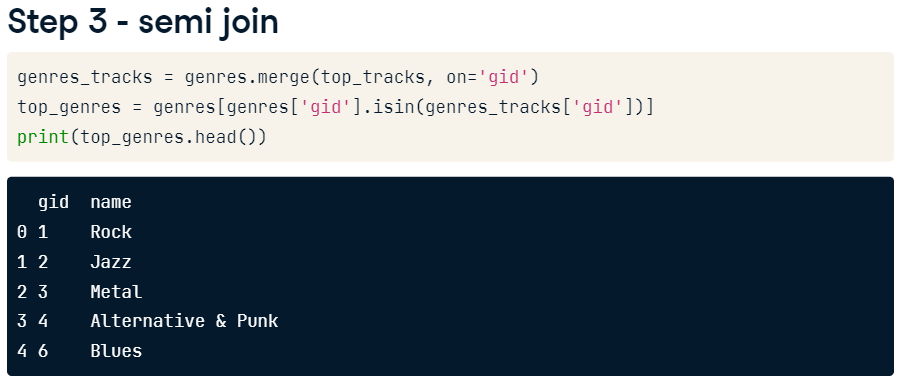 Step 3 - semi join
genres_tracks = genres.merge(top_tracks, on='gid')
top_genres = genres[genres['gid'].isin(genres_tracks['gid'])]
print(top_genres.head())
  gid  name
0 1    Rock
1 2    Jazz
2 3    Metal
3 4    Alternative & Punk
4 6    Blues